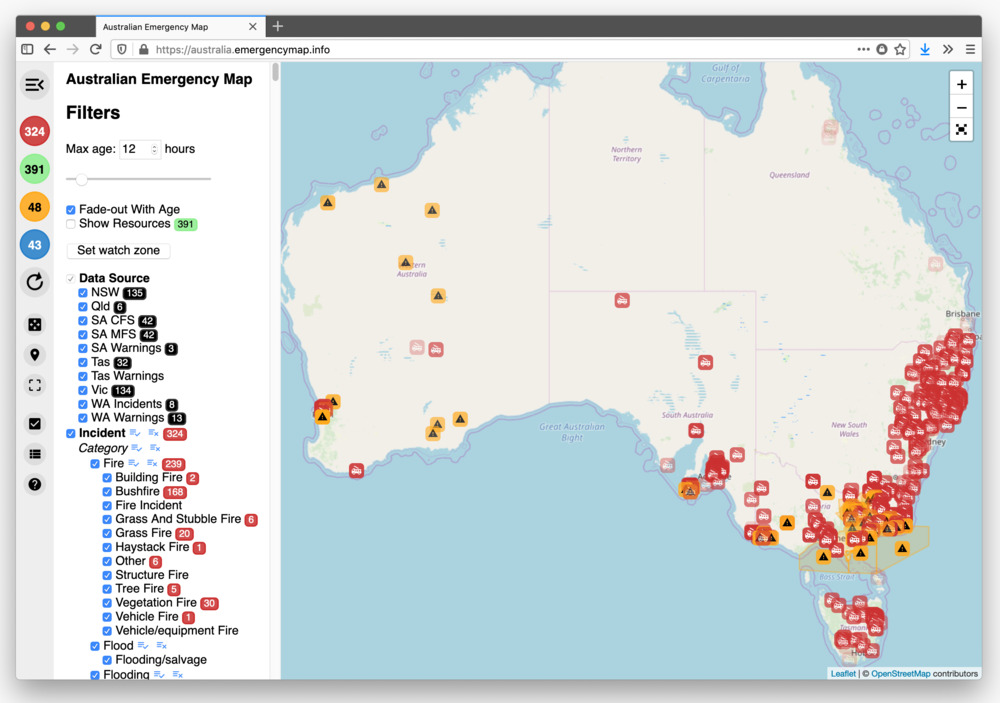 Australian Emergency Map
https://australia.emergencymap.info
Australian Emergency Map
Filters
Max age: 12 hours
Fade-out With Age
Show Resources 391
Set watch zone
324
391
48
43
Data Source
NSW 135
Qld 6
SA CFS 42
SA MFS 42
SA Warnings 3
Tas 32
Tas Warnings
Vic 134
WA Incidents 8
WA Warnings 13
Incident 324
Category
Fire 239
Building Fire 2
Bushfire 168
Fire Incident
Grass And Stubble Fire 6
Grass Fire 20
Haystack Fire 1
Other 6
Structure Fire
Tree Fire 5
Vegetation Fire 30
Vehicle Fire 1
Vehicle/equipment Fire
Flood
Flooding/salvage
Flooding
+
−
Gulf of
Carpentaria
Northern
Territory
Queensland
Australia
Brisbane
South Australia
Great Australian
Bight
New South
Wales
Bass Strait
Leaflet | © OpenStreetMap contributors